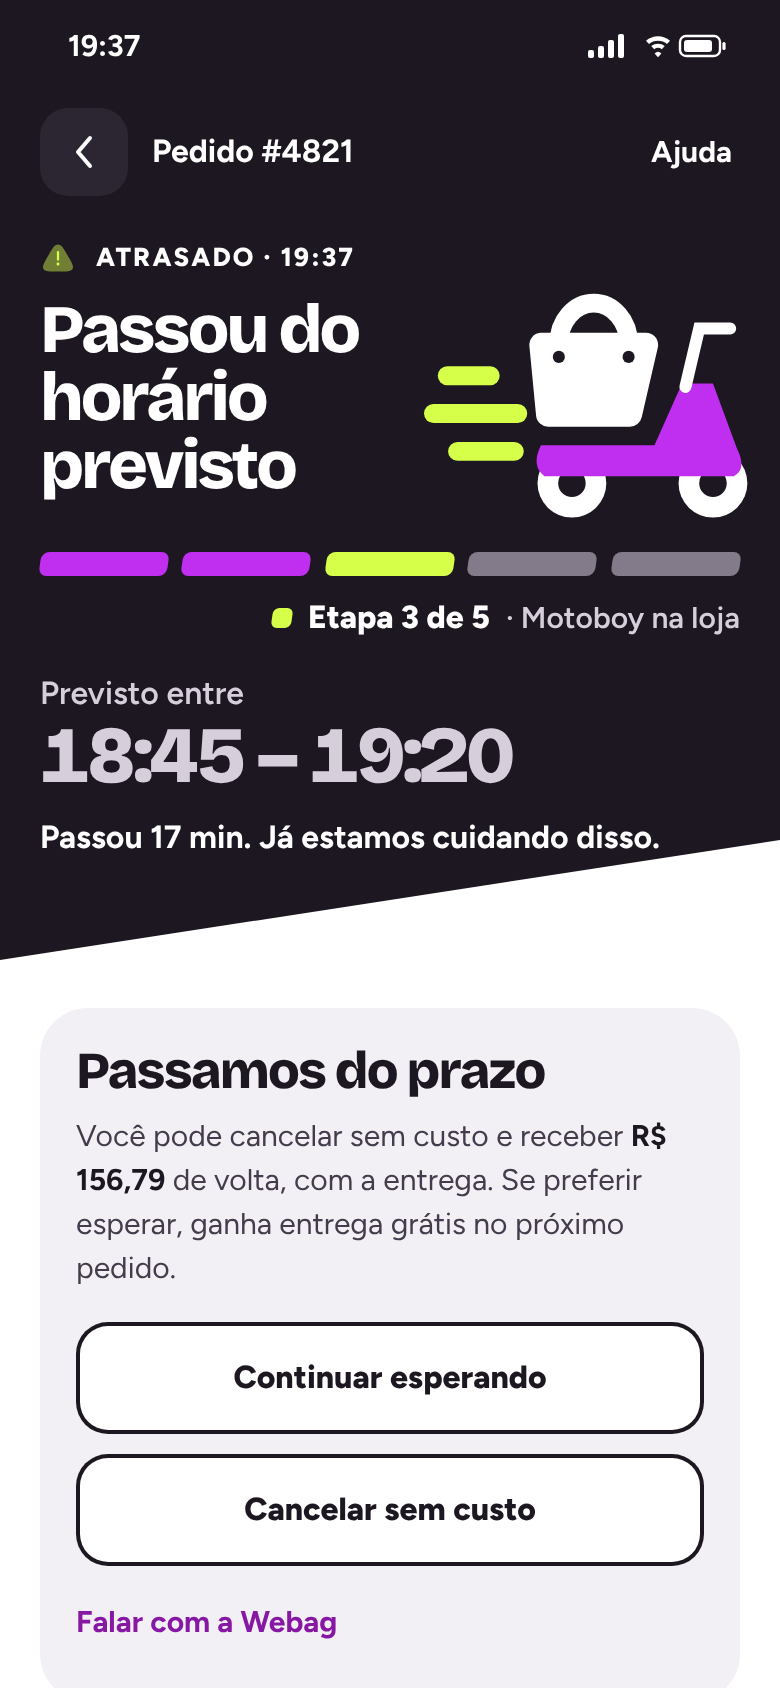 19:37
Pedido #4821
Ajuda
ATRASADO · 19:37
Passou do
horário
previsto
Etapa 3 de 5 · Motoboy na loja
Previsto entre
18:45 – 19:20
Passou 17 min. Já estamos cuidando disso.
Passamos do prazo
Você pode cancelar sem custo e receber R$
156,79 de volta, com a entrega. Se preferir
esperar, ganha entrega grátis no próximo
pedido.
Continuar esperando
Cancelar sem custo
Falar com a Webag